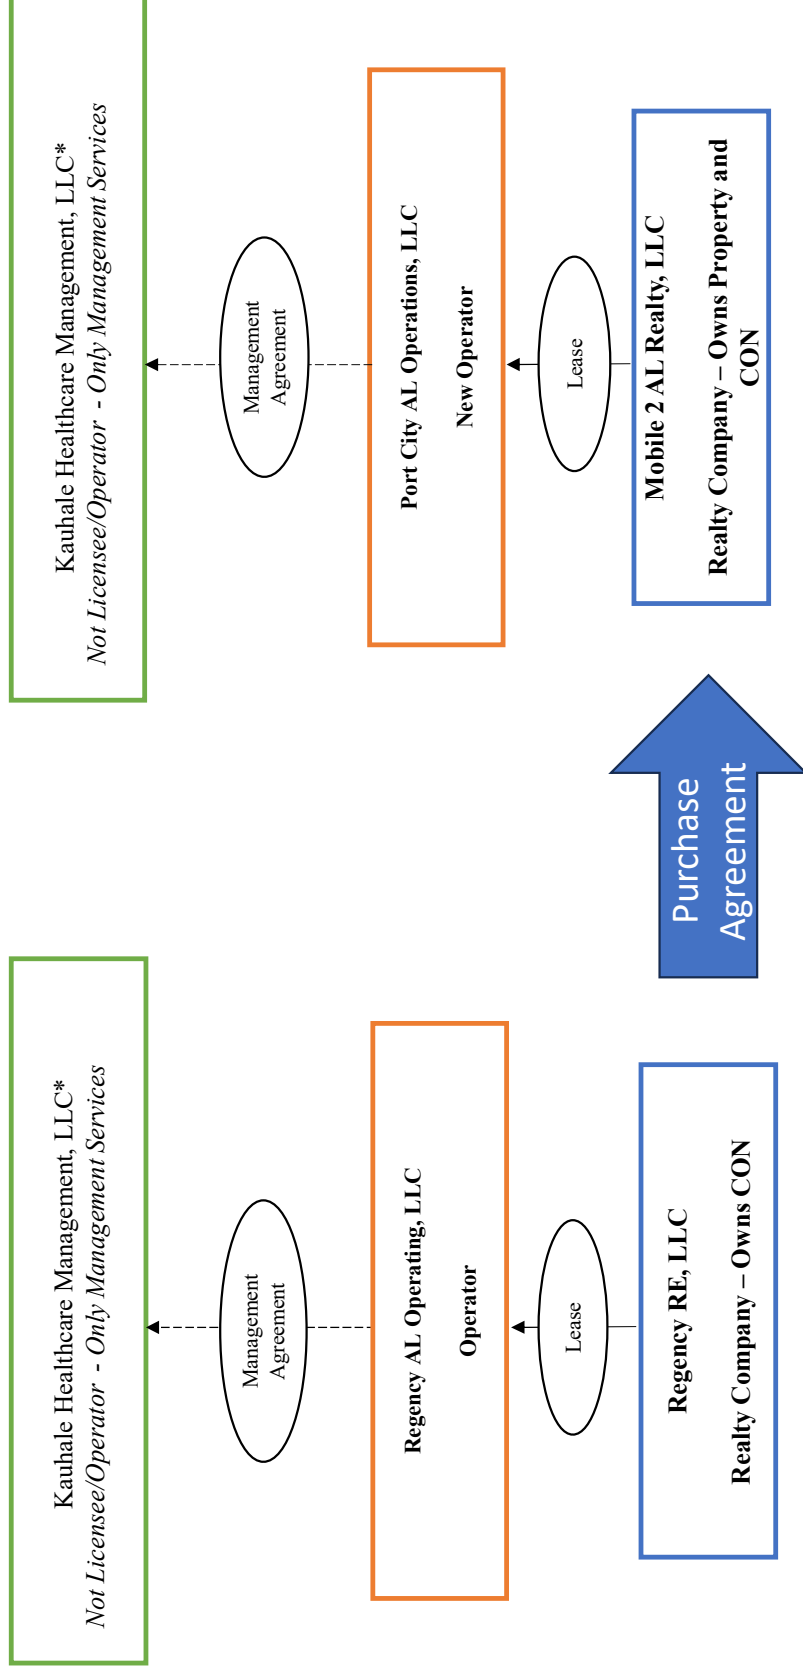 Kauhale Healthcare Management, LLC*
Not Licensee/Operator - Only Management Services
Management
Agreement
Regency AL Operating, LLC
Operator
Lease
Regency RE, LLC
Realty Company – Owns CON
Purchase
Agreement
Kauhale Healthcare Management, LLC*
Not Licensee/Operator - Only Management Services
Management
Agreement
Port City AL Operations, LLC
New Operator
Lease
Mobile 2 AL Realty, LLC
Realty Company – Owns Property and
CON